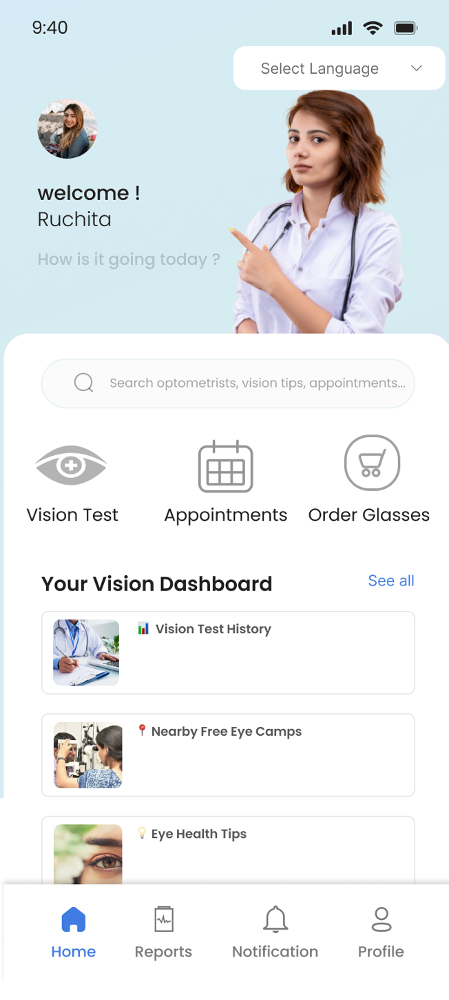 9:40
Select Language
welcome !
Ruchita
How is it going today ?
Search optometrists, vision tips, appointments...
Vision Test
Appointments
Order Glasses
Your Vision Dashboard
See all
📊 Vision Test History
📍 Nearby Free Eye Camps
💡 Eye Health Tips
Home
Reports
Notification
Profile